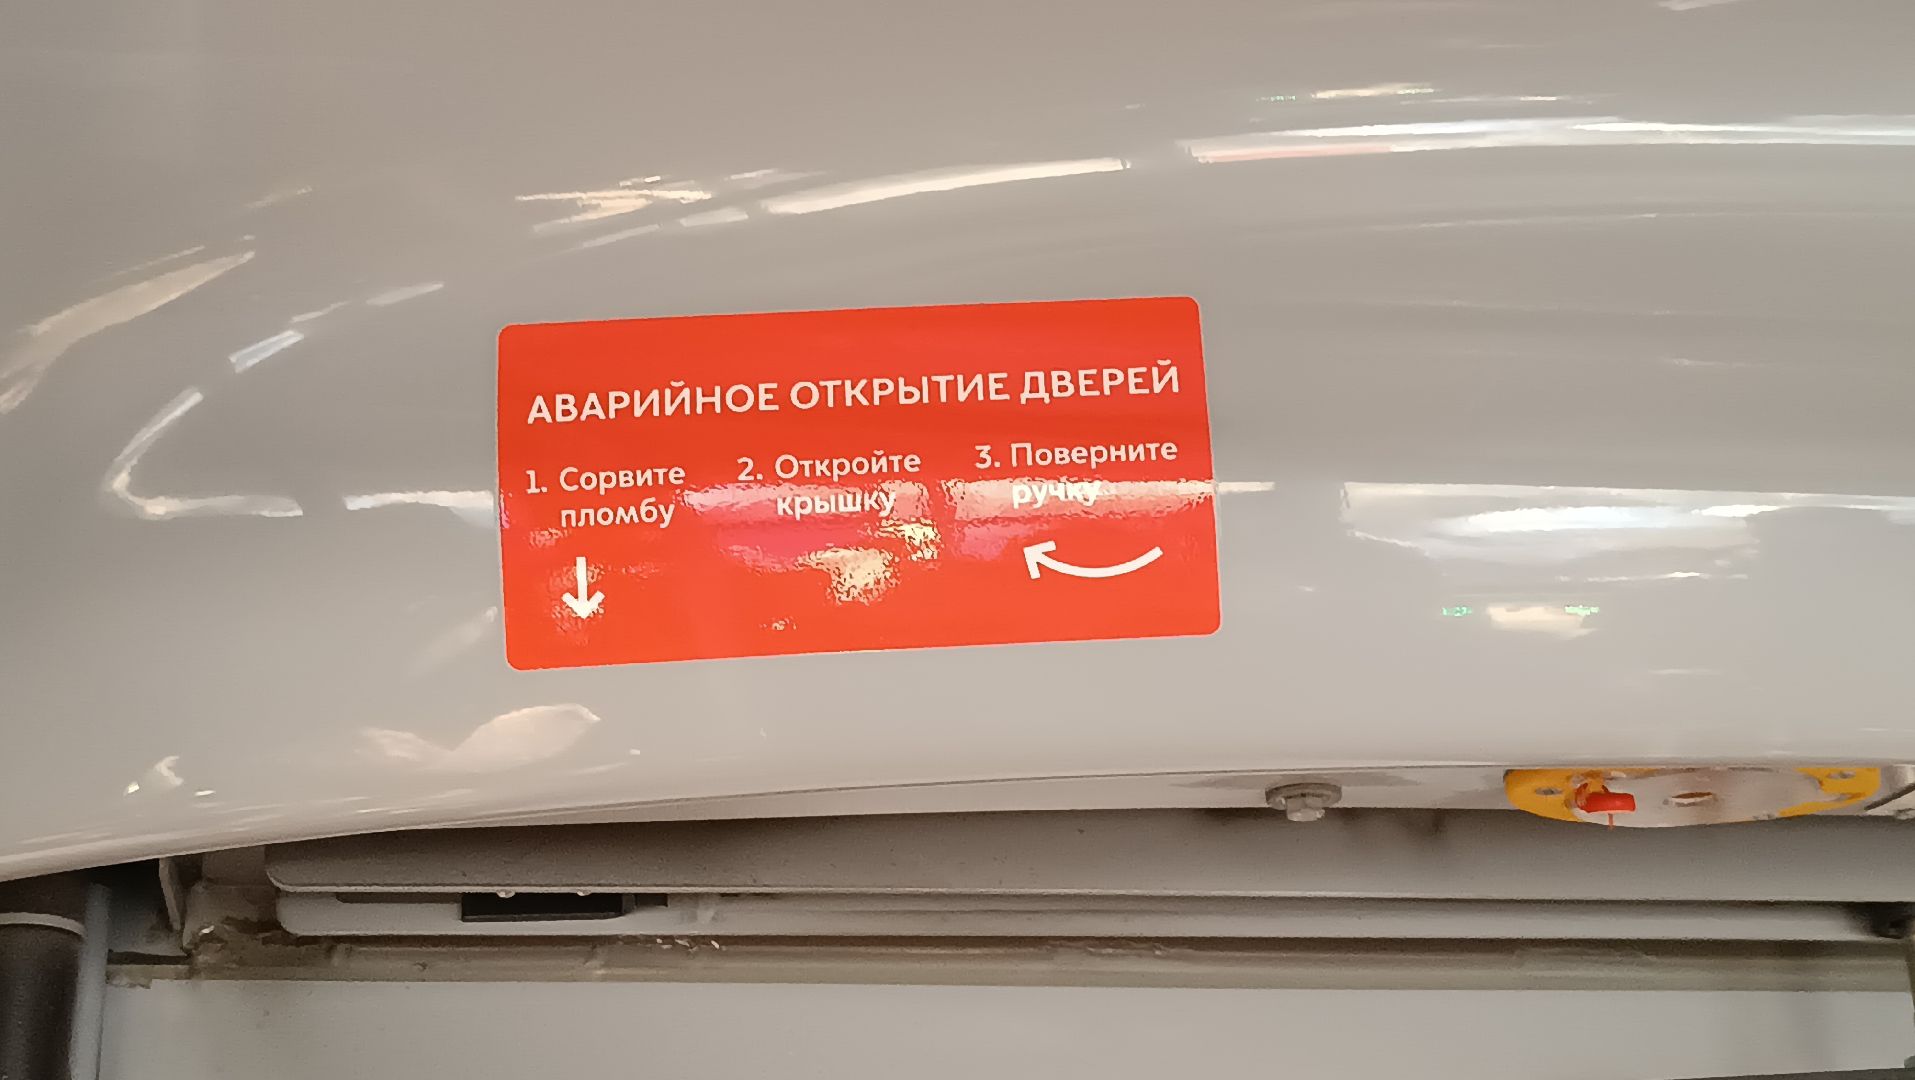 АВАРИЙНОЕ ОТКРЫТИЕ ДВЕРЕЙ
1. Сорвите
пломбу
2. Откройте
крышку
3. Поверните
ручку